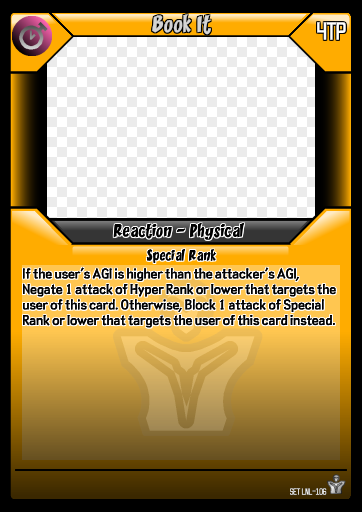 Book It
4TP
Reaction - Physical
Special Rank
If the user's AGI is higher than the attacker's AGI,
Negate 1 attack of Hyper Rank or lower that targets the
user of this card. Otherwise, Block 1 attack of Special
Rank or lower that targets the user of this card instead.
SET LNL-106